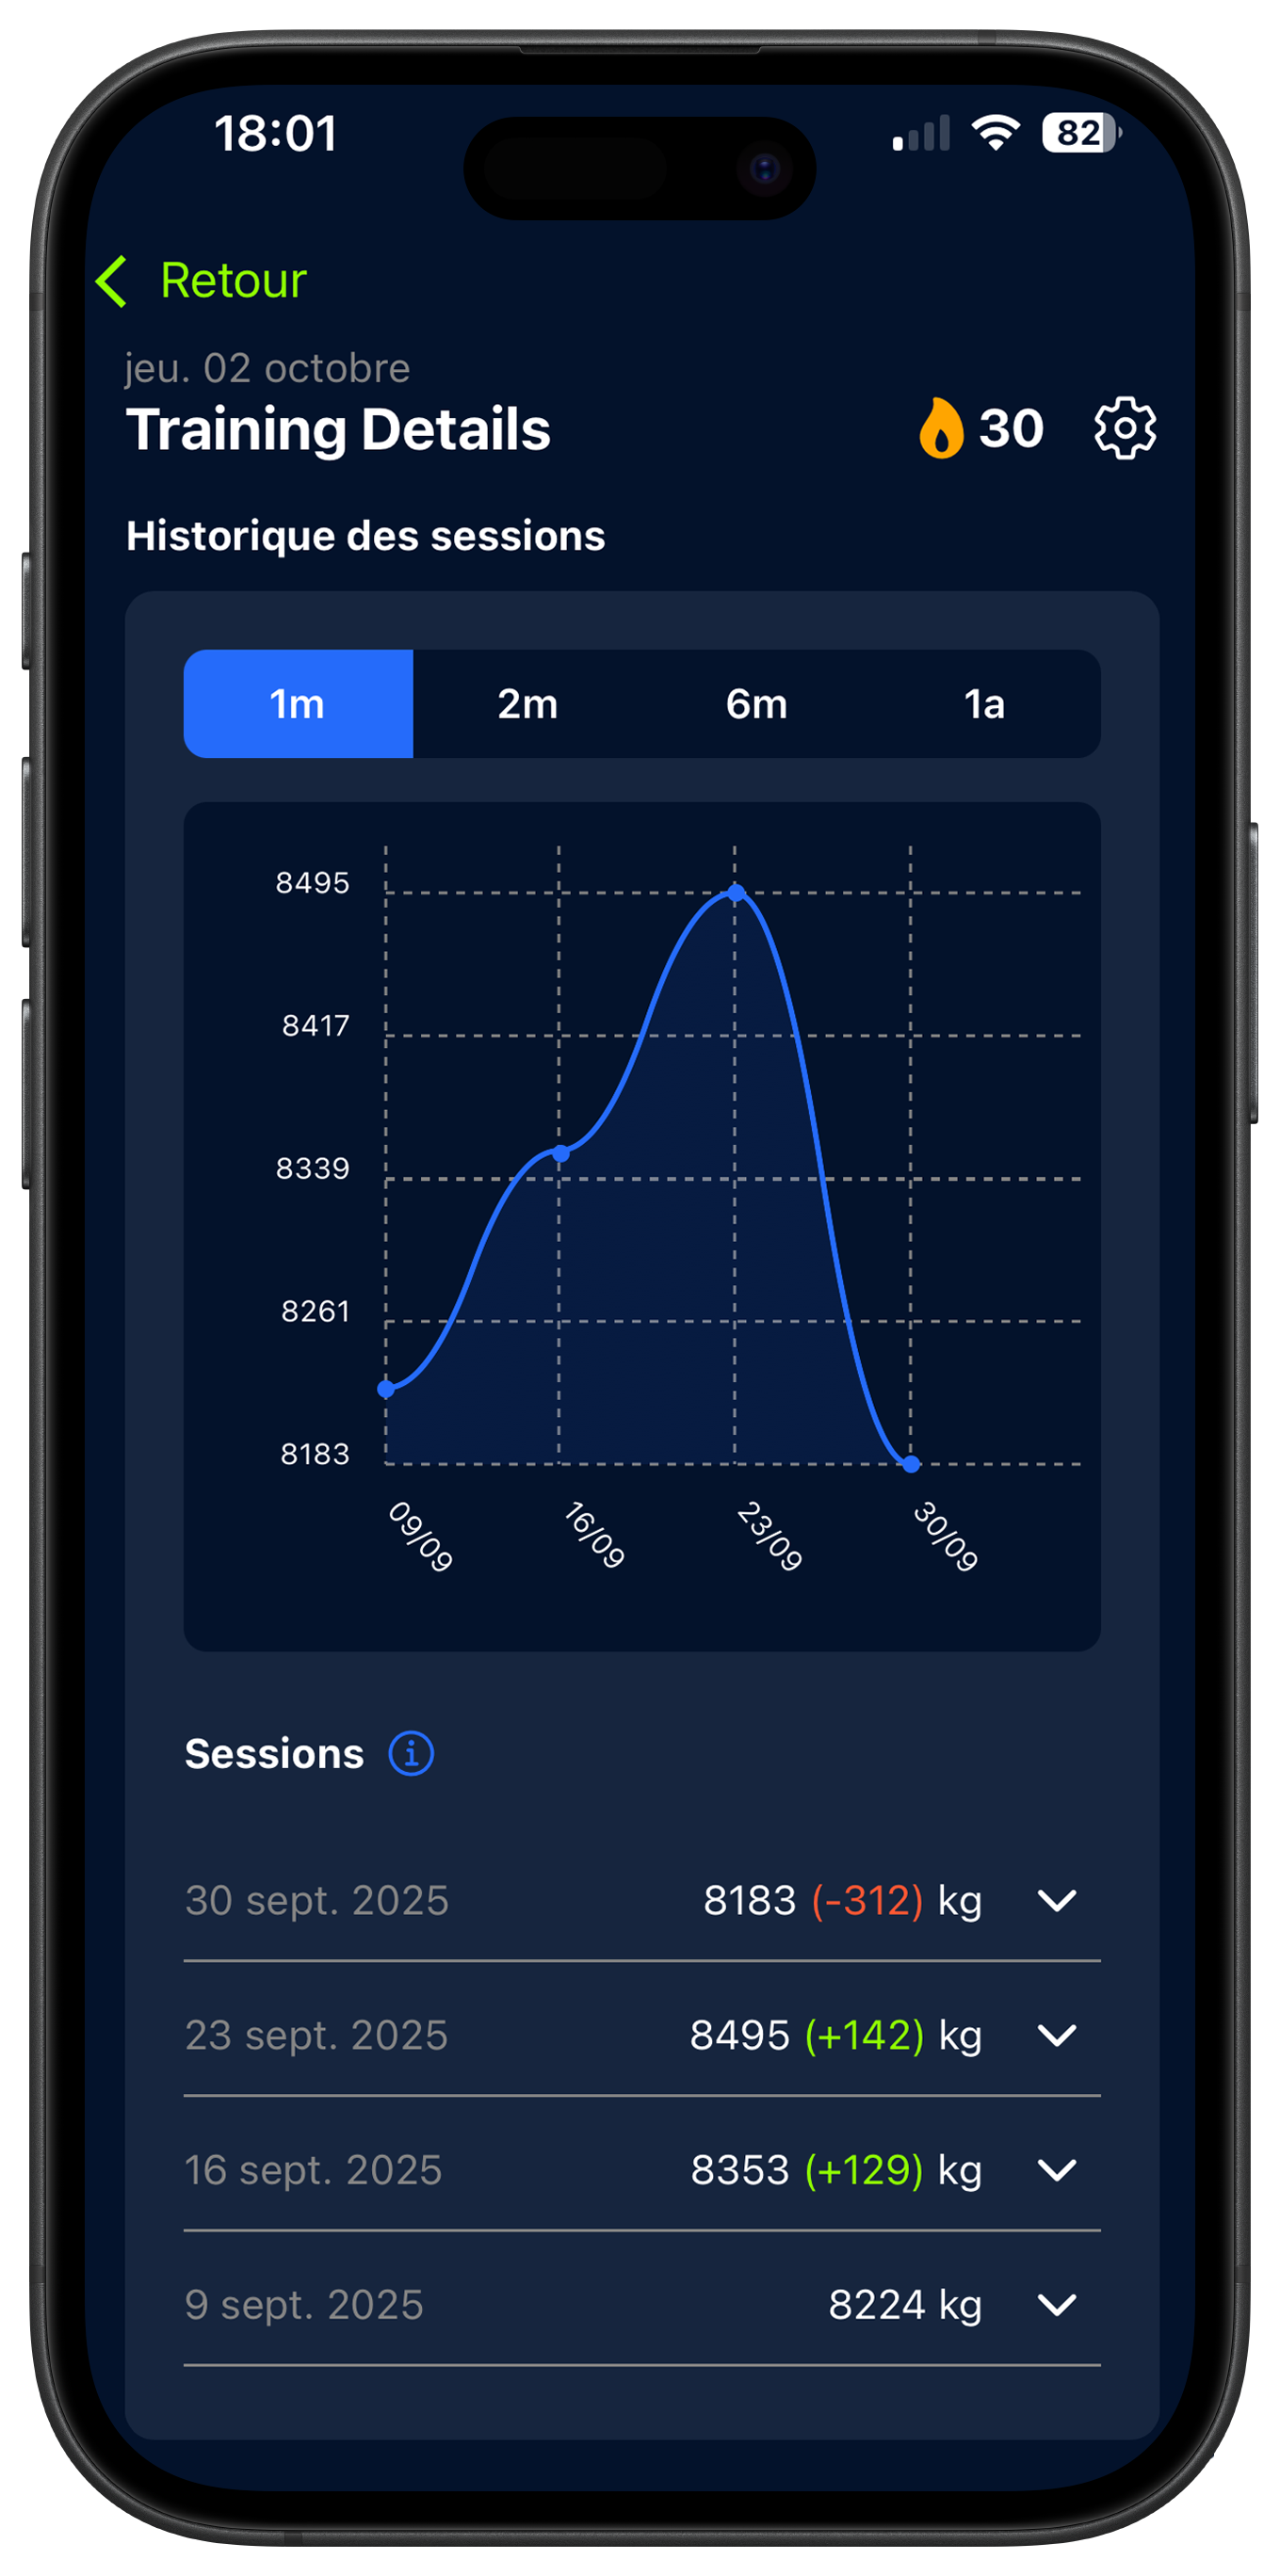 18:01 82
Retour
jeu. 02 octobre
Training Details 30
Historique des sessions
1m 2m 6m 1a
8495
8417
8339
8261
8183
09/09 16/09 23/09 30/09
Sessions
30 sept. 2025 8183 (-312) kg
23 sept. 2025 8495 (+142) kg
16 sept. 2025 8353 (+129) kg
9 sept. 2025 8224 kg